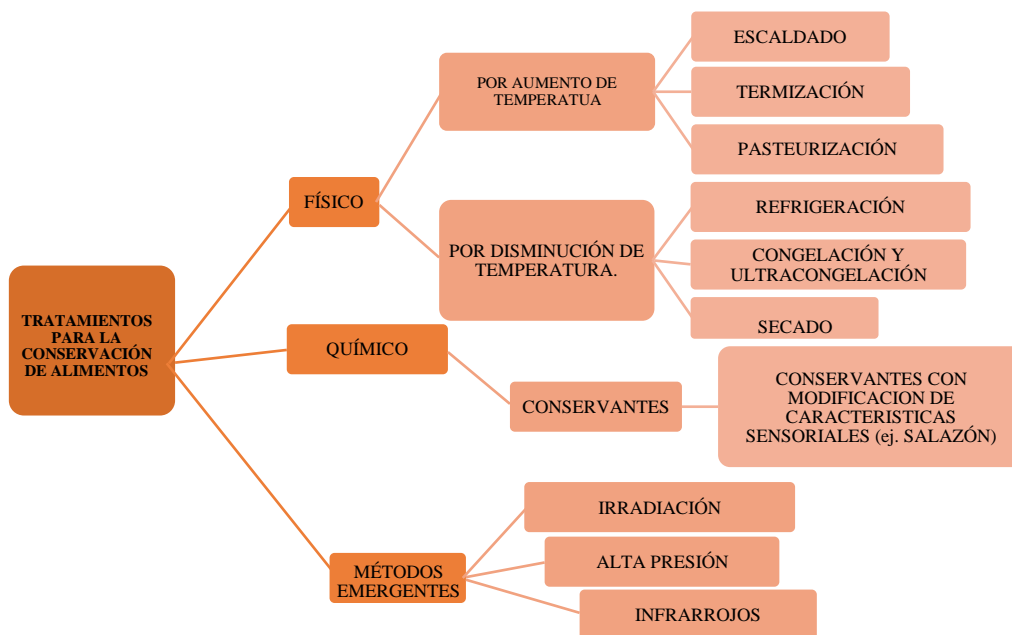 TRATAMIENTOS
PARA LA
CONSERVACIÓN
DE ALIMENTOS
FÍSICO
POR AUMENTO DE
TEMPERATUA
ESCALDADO
TERMIZACIÓN
PASTEURIZACIÓN
POR DISMINUCIÓN DE
TEMPERATURA.
REFRIGERACIÓN
CONGELACIÓN Y
ULTRACONGELACIÓN
SECADO
QUÍMICO
CONSERVANTES
CONSERVANTES CON
MODIFICACION DE
CARACTERISTICAS
SENSORIALES (ej. SALAZÓN)
MÉTODOS
EMERGENTES
IRRADIACIÓN
ALTA PRESIÓN
INFRARROJOS